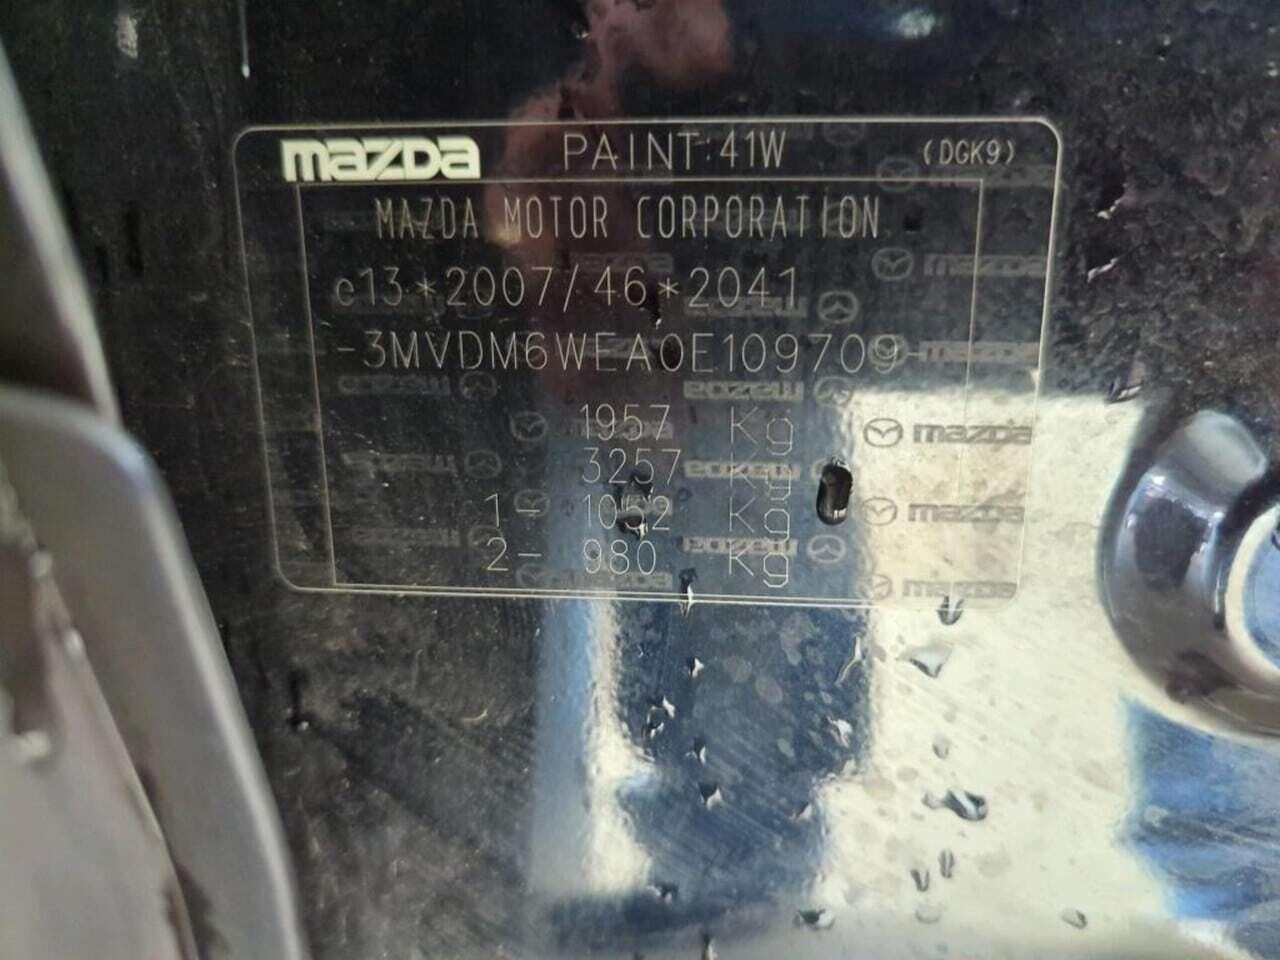 mazda PAINT:41W (DGK9)
MAZDA MOTOR CORPORATION
e13*2007/46*2041
-3MVDM6WEA0E109709-
1957 Kg
3257 Kg
1- 1052 Kg
2- 980 Kg